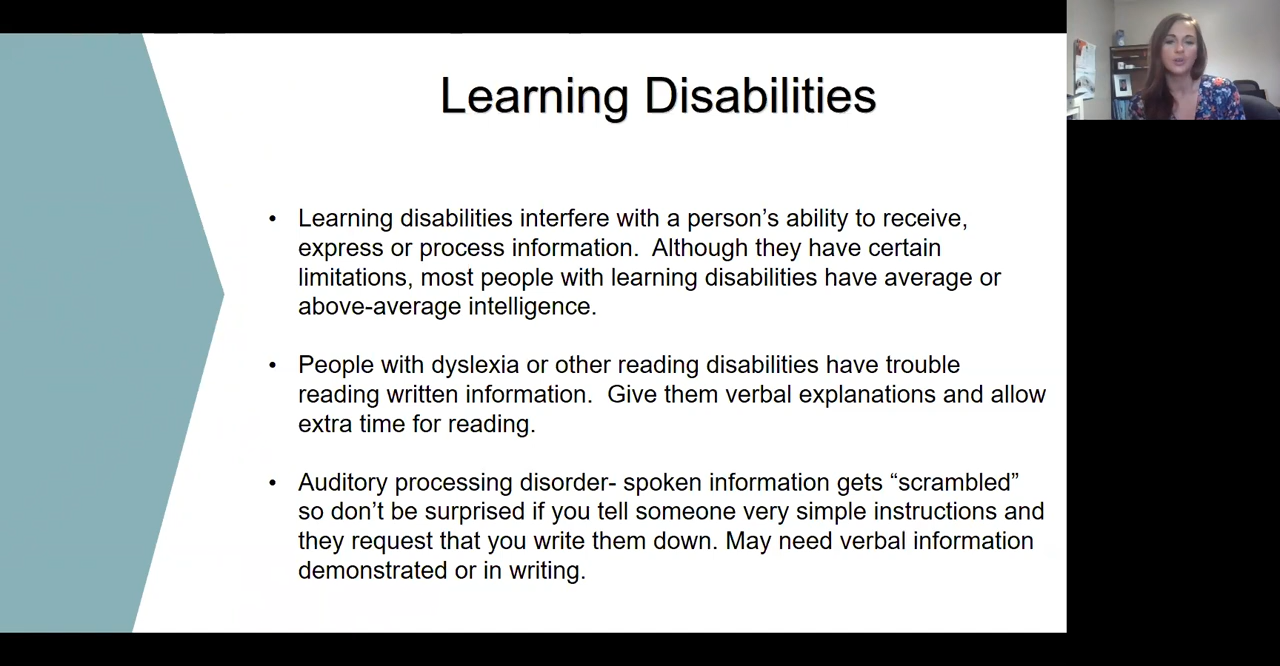 Learning Disabilities
• Learning disabilities interfere with a person’s ability to receive,
express or process information.  Although they have certain
limitations, most people with learning disabilities have average or
above-average intelligence.
• People with dyslexia or other reading disabilities have trouble
reading written information.  Give them verbal explanations and allow
extra time for reading.
• Auditory processing disorder- spoken information gets “scrambled”
so don’t be surprised if you tell someone very simple instructions and
they request that you write them down. May need verbal information
demonstrated or in writing.